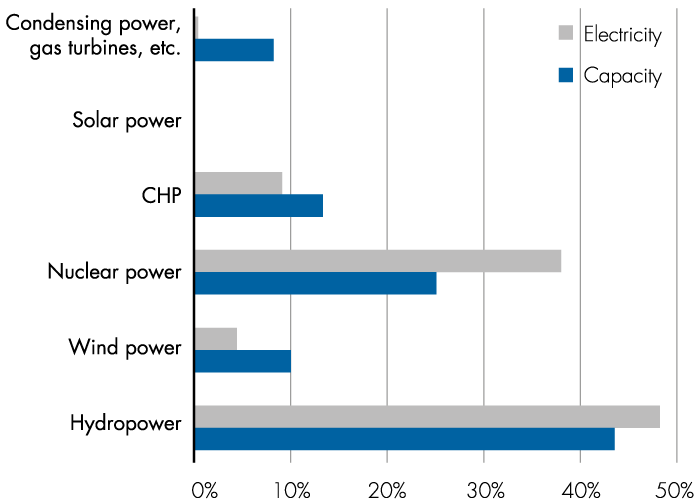 Condensing power,
gas turbines, etc.
Electricity
Capacity
Solar power
CHP
Nuclear power
Wind power
Hydropower
0% 10% 20% 30% 40% 50%